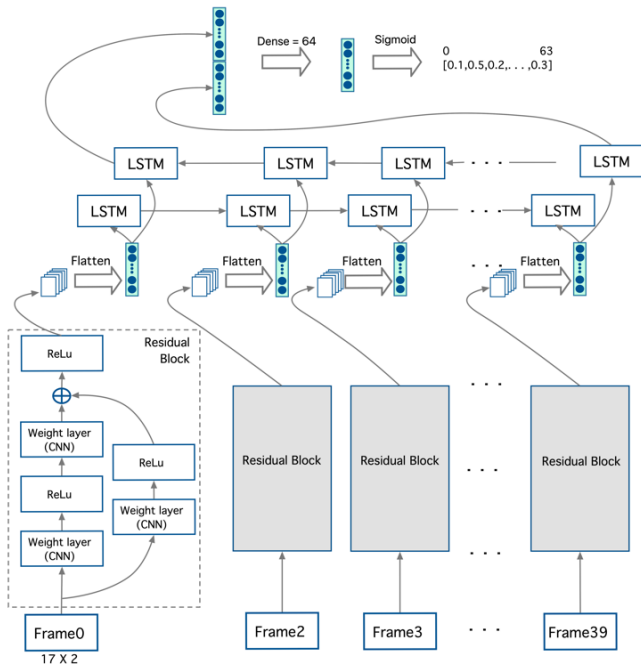 Dense = 64
Sigmoid
0 63
[0.1,0.5,0.2,. . . ,0.3]
LSTM
LSTM
LSTM
. . .
LSTM
LSTM
LSTM
LSTM
. . .
LSTM
Flatten
Flatten
Flatten
. . .
Flatten
Residual
Block
ReLu
Weight layer
(CNN)
ReLu
ReLu
Weight layer
(CNN)
Weight layer
(CNN)
. . .
Residual Block
Residual Block
. . .
Residual Block
. . .
Frame0
Frame2
Frame3
. . .
Frame39
17 X 2